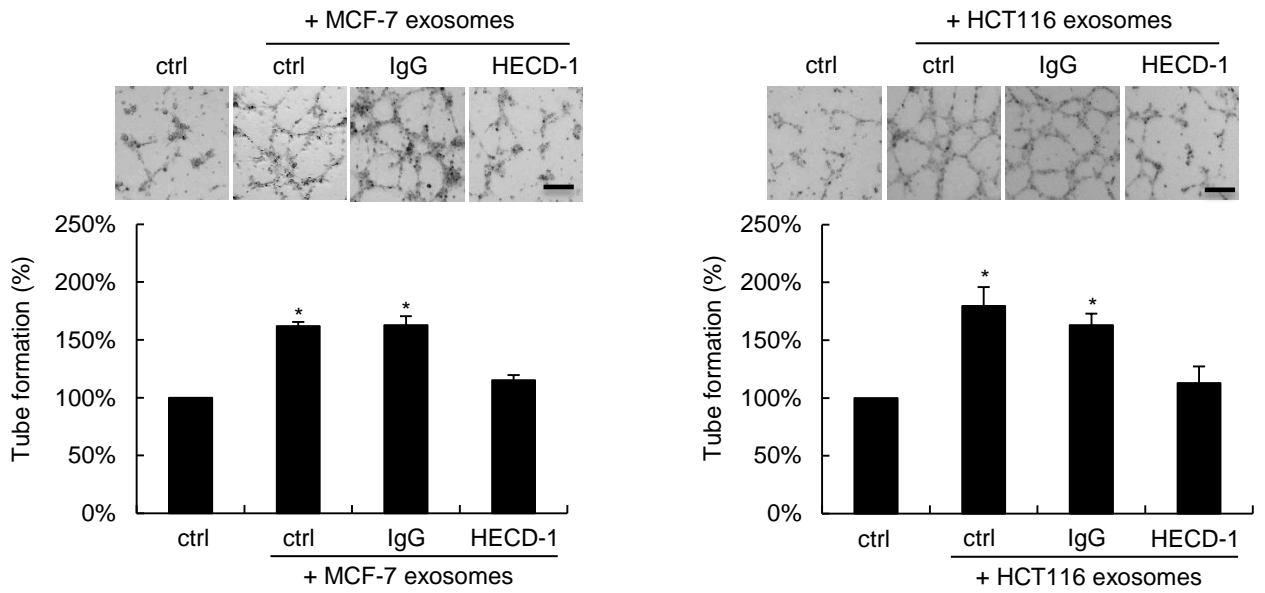 + MCF-7 exosomes
ctrl ctrl IgG HECD-1
250%
200%
150%
100%
50%
0%
Tube formation (%)
*
*
ctrl ctrl IgG HECD-1
+ MCF-7 exosomes
+ HCT116 exosomes
ctrl ctrl IgG HECD-1
250%
200%
150%
100%
50%
0%
Tube formation (%)
*
*
ctrl ctrl IgG HECD-1
+ HCT116 exosomes